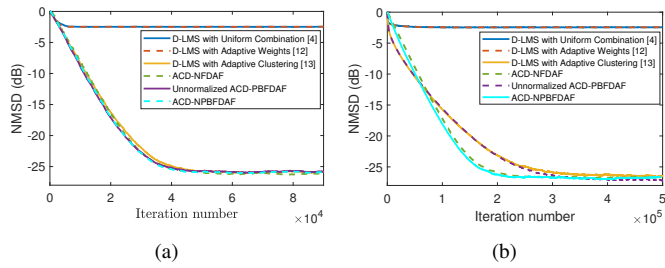 0
-5
-10
-15
-20
-25
NMSD (dB)
D-LMS with Uniform Combination [4]
D-LMS with Adaptive Weights [12]
D-LMS with Adaptive Clustering [13]
ACD-NFDAF
Unnormalized ACD-PBFDAF
ACD-NPBFDAF
0 2 4 6 8
Iteration number
×10^4
(a)
0
-5
-10
-15
-20
-25
NMSD (dB)
D-LMS with Uniform Combination [4]
D-LMS with Adaptive Weights [12]
D-LMS with Adaptive Clustering [13]
ACD-NFDAF
Unnormalized ACD-PBFDAF
ACD-NPBFDAF
0 1 2 3 4 5
Iteration number
×10^5
(b)